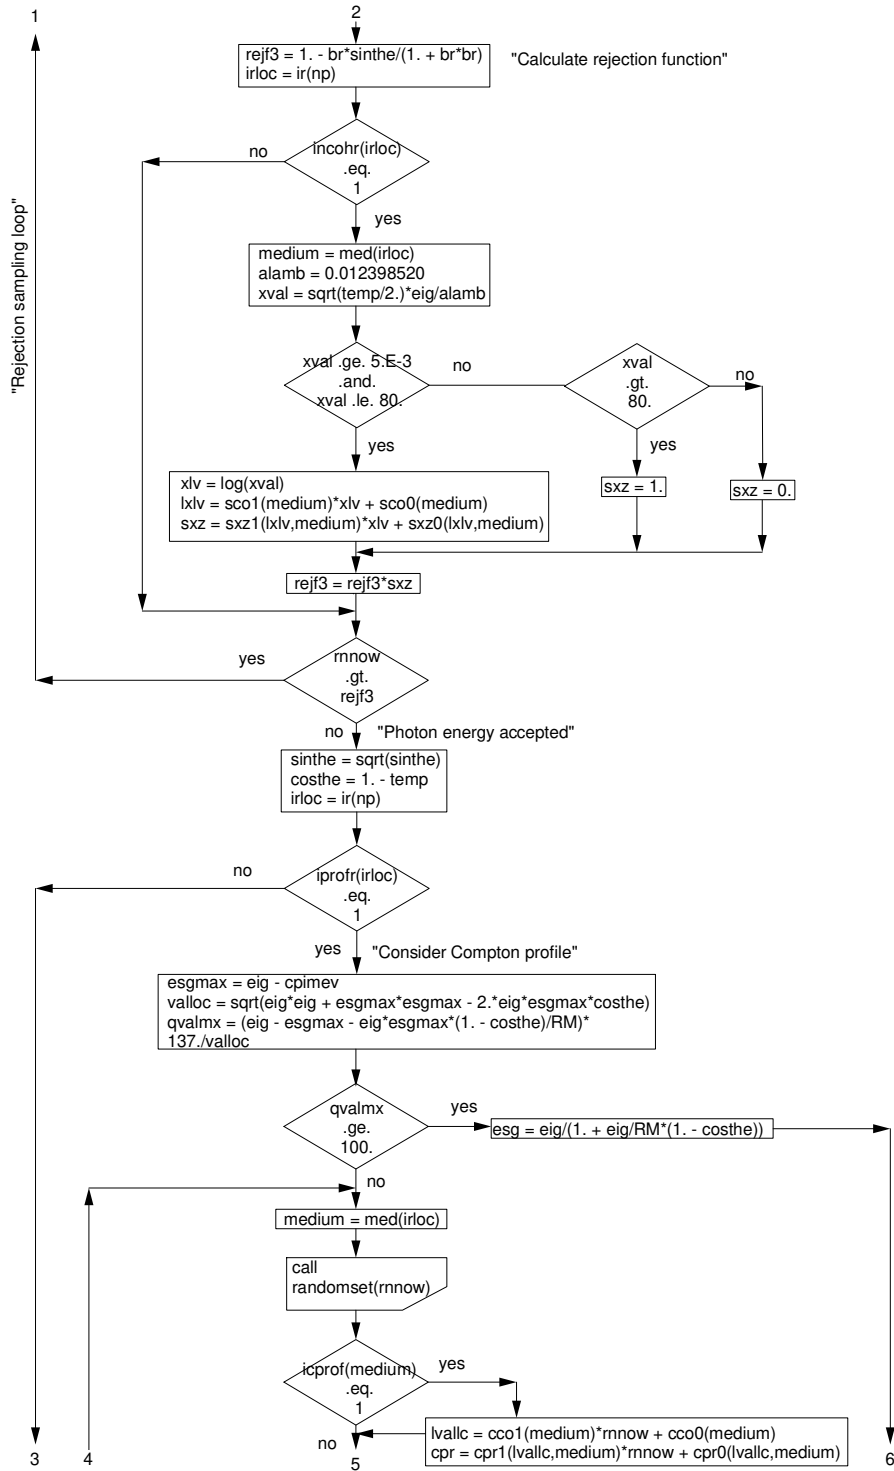 1
2
rejf3 = 1. - br*sinthe/(1. + br*br)
irloc = ir(np)
"Calculate rejection function"
no
incohr(irloc)
.eq.
1
yes
"Rejection sampling loop"
medium = med(irloc)
alamb = 0.012398520
xval = sqrt(temp/2.)*eig/alamb
xval .ge. 5.E-3
.and.
xval .le. 80.
no
xval
.gt.
80.
no
yes
yes
xlv = log(xval)
lxlv = sco1(medium)*xlv + sco0(medium)
sxz = sxz1(lxlv,medium)*xlv + sxz0(lxlv,medium)
sxz = 1.
sxz = 0.
rejf3 = rejf3*sxz
yes
rnnow
.gt.
rejf3
no
"Photon energy accepted"
sinthe = sqrt(sinthe)
costhe = 1. - temp
irloc = ir(np)
no
iprofr(irloc)
.eq.
1
yes
"Consider Compton profile"
esgmax = eig - cpimev
valloc = sqrt(eig*eig + esgmax*esgmax - 2.*eig*esgmax*costhe)
qvalmx = (eig - esgmax - eig*esgmax*(1. - costhe)/RM)*
137./valloc
qvalmx
.ge.
100.
yes
esg = eig/(1. + eig/RM*(1. - costhe))
no
medium = med(irloc)
call
randomset(rnnow)
icprof(medium)
.eq.
1
yes
lvallc = cco1(medium)*rnnow + cco0(medium)
cpr = cpr1(lvallc,medium)*rnnow + cpr0(lvallc,medium)
no
3
4
5
6